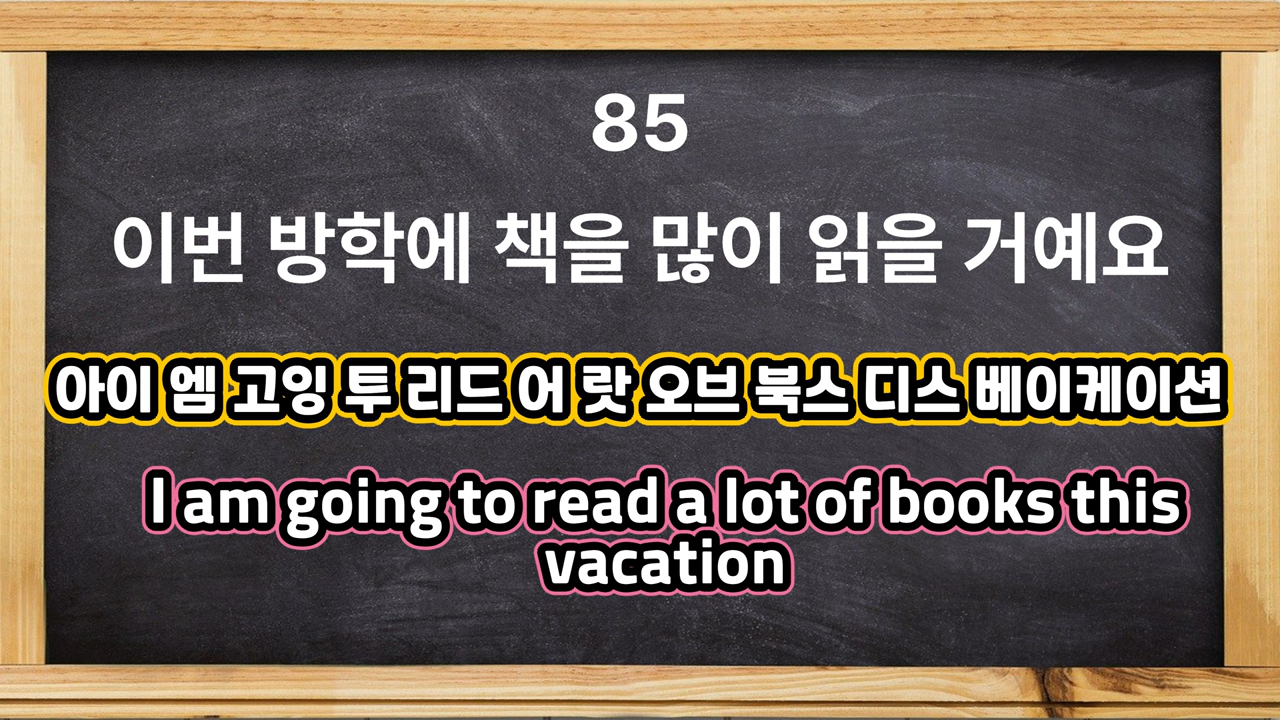 85
이번 방학에 책을 많이 읽을 거예요
아이 엠 고잉 투 리드 어 랏 오브 북스 디스 베이케이션
I am going to read a lot of books this
vacation